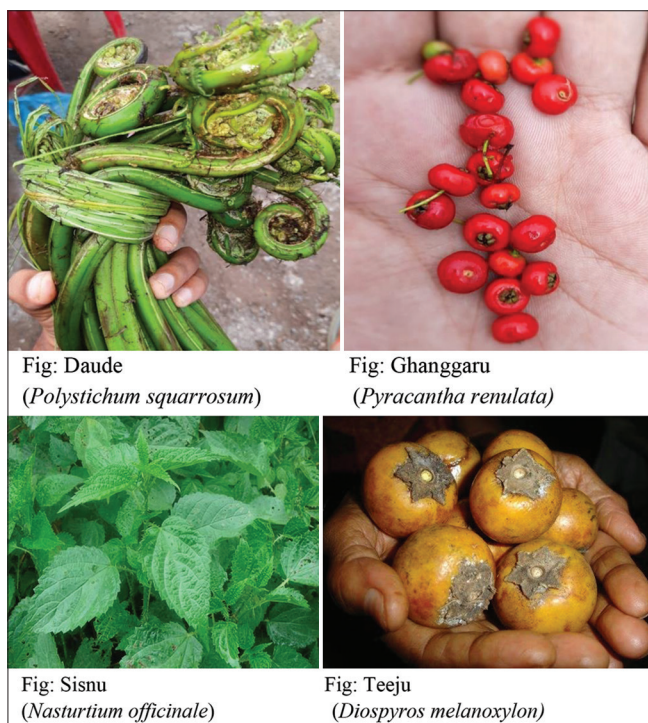 Fig: Daude
(Polystichum squarrosum)
Fig: Ghanggaru
(Pyracantha renulata)
Fig: Sisnu
(Nasturtium officinale)
Fig: Teeju
(Diospyros melanoxylon)